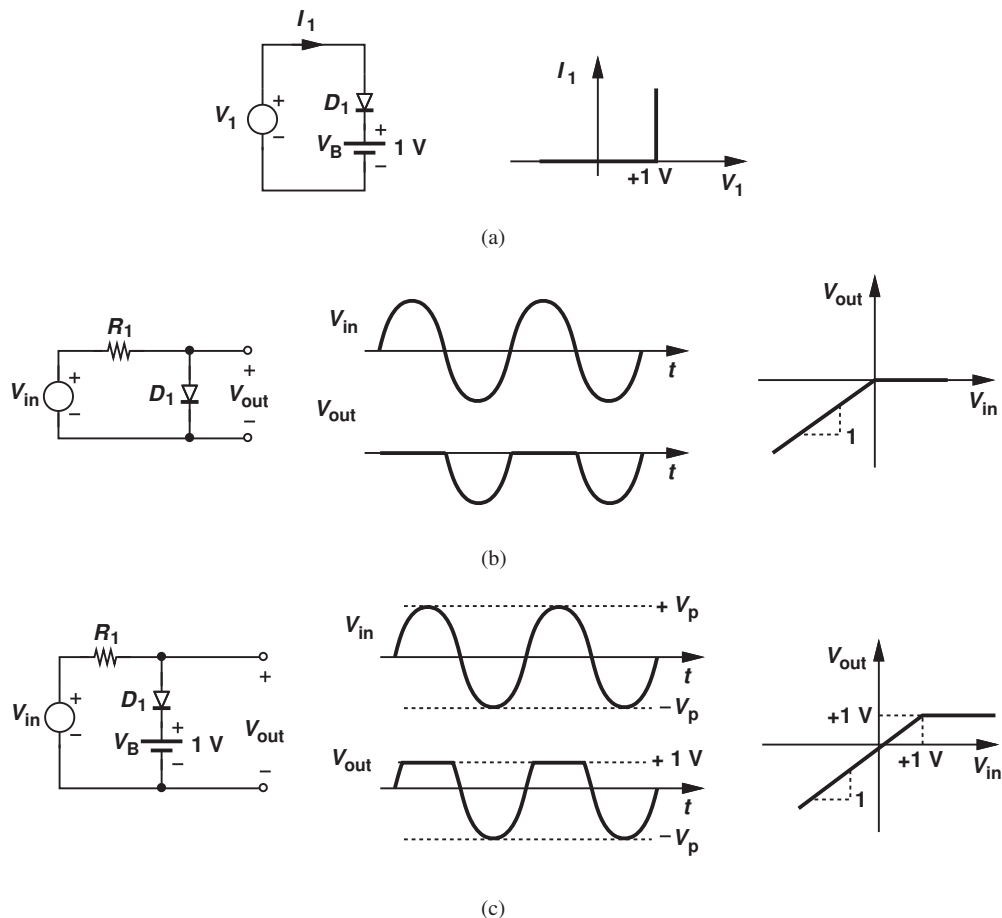 I1
D1
V1
+
−
VB
+
−
1 V
I1
+1 V
V1
(a)
R1
Vin
+
−
D1
+
Vout
−
Vin
t
Vout
t
Vout
Vin
1
(b)
R1
Vin
+
−
D1
VB
+
−
1 V
+
Vout
−
Vin
+ Vp
t
−Vp
Vout
+ 1 V
t
−Vp
Vout
+1 V
+1 V
Vin
1
(c)